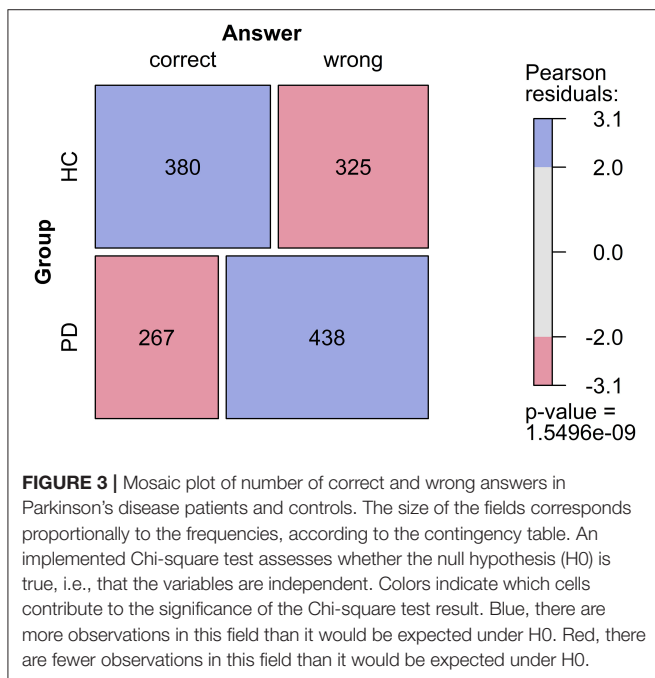 Answer
correct wrong
Pearson
residuals:
3.1
2.0
0.0
-2.0
-3.1
p-value =
1.5496e-09
Group
HC
380 325
PD
267 438
FIGURE 3 | Mosaic plot of number of correct and wrong answers in
Parkinson's disease patients and controls. The size of the fields corresponds
proportionally to the frequencies, according to the contingency table. An
implemented Chi-square test assesses whether the null hypothesis (H0) is
true, i.e., that the variables are independent. Colors indicate which cells
contribute to the significance of the Chi-square test result. Blue, there are
more observations in this field than it would be expected under H0. Red, there
are fewer observations in this field than it would be expected under H0.